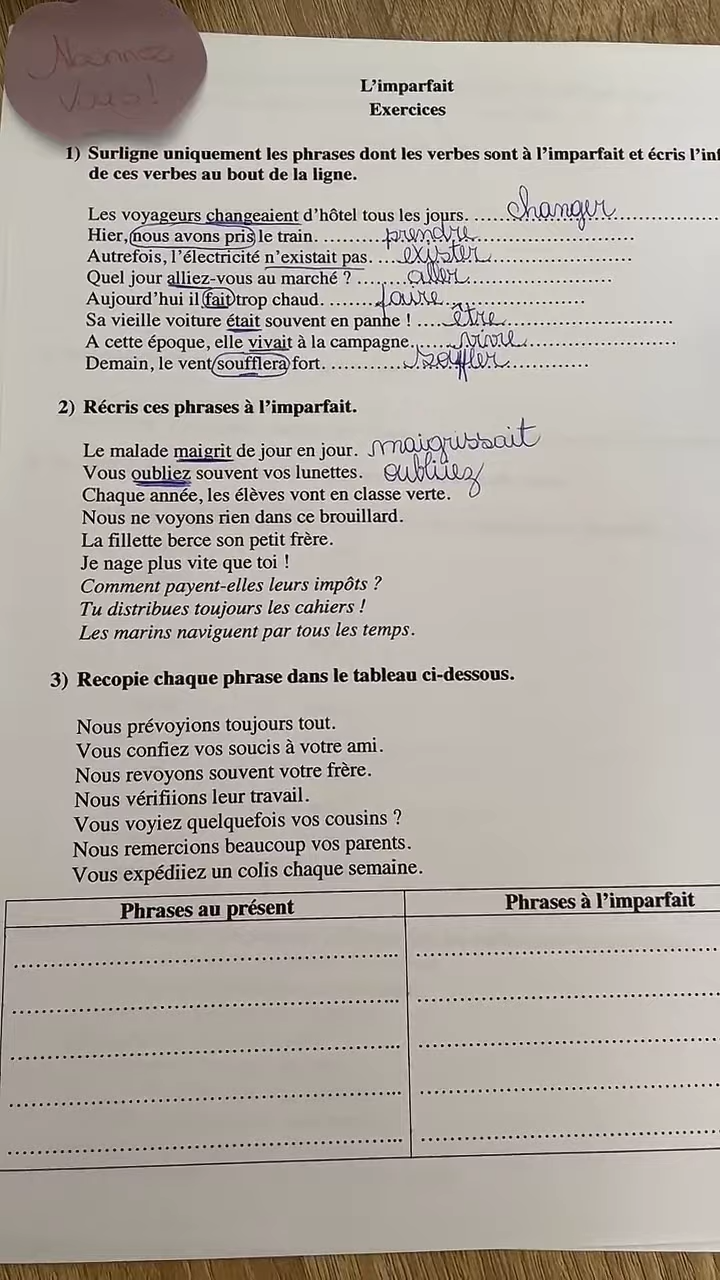 Abonnez
Vous!
L'imparfait
Exercices
1) Surligne uniquement les phrases dont les verbes sont à l'imparfait et écris l'inf
de ces verbes au bout de la ligne.
Les voyageurs changeaient d'hôtel tous les jours. ..... changer .....
Hier, nous avons pris le train. ..... prendre .....
Autrefois, l'électricité n'existait pas. ..... exister .....
Quel jour alliez-vous au marché ? ..... aller .....
Aujourd'hui il fait trop chaud. ..... faire .....
Sa vieille voiture était souvent en panne ! ..... être .....
A cette époque, elle vivait à la campagne. ..... vivre .....
Demain, le vent soufflera fort. ..... souffler .....
2) Récris ces phrases à l'imparfait.
Le malade maigrit de jour en jour. maigrissait
Vous oubliez souvent vos lunettes. oubliiez
Chaque année, les élèves vont en classe verte.
Nous ne voyons rien dans ce brouillard.
La fillette berce son petit frère.
Je nage plus vite que toi !
Comment payent-elles leurs impôts ?
Tu distribues toujours les cahiers !
Les marins naviguent par tous les temps.
3) Recopie chaque phrase dans le tableau ci-dessous.
Nous prévoyions toujours tout.
Vous confiez vos soucis à votre ami.
Nous revoyons souvent votre frère.
Nous vérifiions leur travail.
Vous voyiez quelquefois vos cousins ?
Nous remercions beaucoup vos parents.
Vous expédiiez un colis chaque semaine.
Phrases au présent
Phrases à l'imparfait